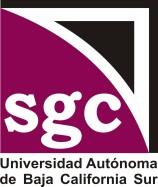 sgc
Universidad Autónoma
de Baja California Sur